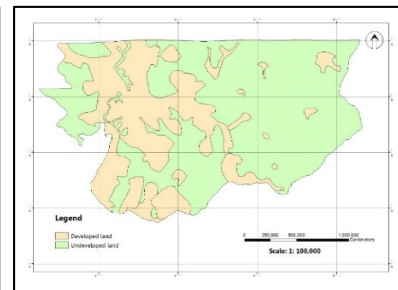 Legend
Developed land
Undeveloped land
0 250,000 500,000 1,000,000
Centimeters
Scale: 1: 100,000